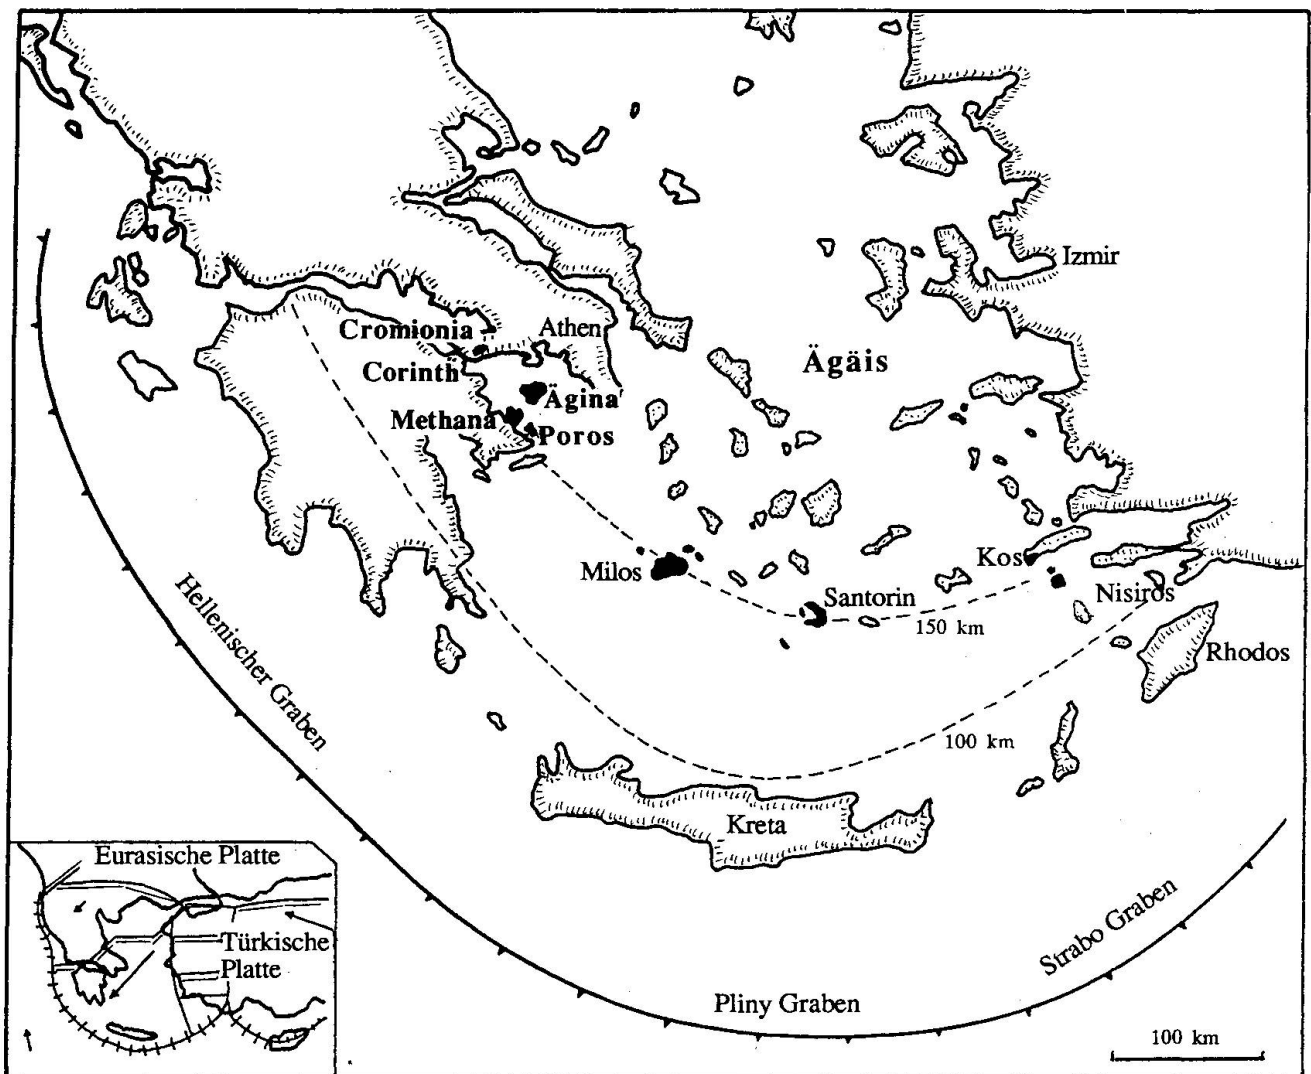 Izmir
Cromionia
Athen
Ägäis
Corinth
Ägina
Methana
Poros
Milos
Kos
Santorin
Nisiros
150 km
Rhodos
Hellenischer Graben
100 km
Kreta
Eurasische Platte
Türkische
Platte
Strabo Graben
Pliny Graben
100 km